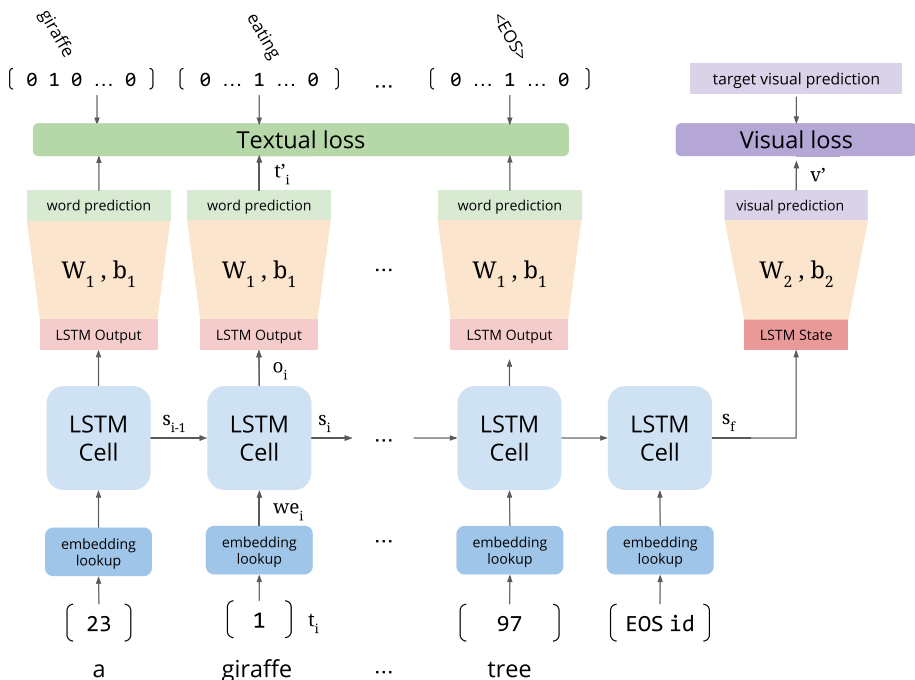 giraffe eating <EOS>
[ 0 1 0 ... 0 ] [ 0 ... 1 ... 0 ] ... [ 0 ... 1 ... 0 ] target visual prediction
Textual loss Visual loss
t'i v'
word prediction word prediction word prediction visual prediction
W1 , b1 W1 , b1 ... W1 , b1 W2 , b2
LSTM Output LSTM Output LSTM Output LSTM State
oi
LSTM Cell si-1 LSTM Cell si ... LSTM Cell LSTM Cell sf
wei
embedding lookup embedding lookup ... embedding lookup embedding lookup
[ 23 ] [ 1 ] ti [ 97 ] [ EOS id ]
a giraffe ... tree